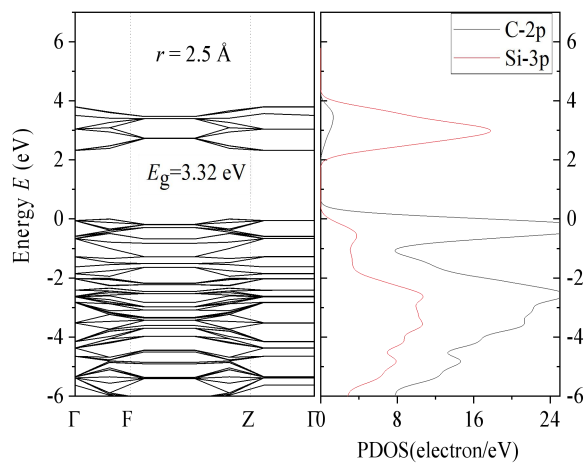 r = 2.5 Å
E_g=3.32 eV
C-2p
Si-3p
Energy E (eV)
6
4
2
0
-2
-4
-6
6
4
2
0
-2
-4
-6
Γ F Z Γ
0 8 16 24
PDOS(electron/eV)